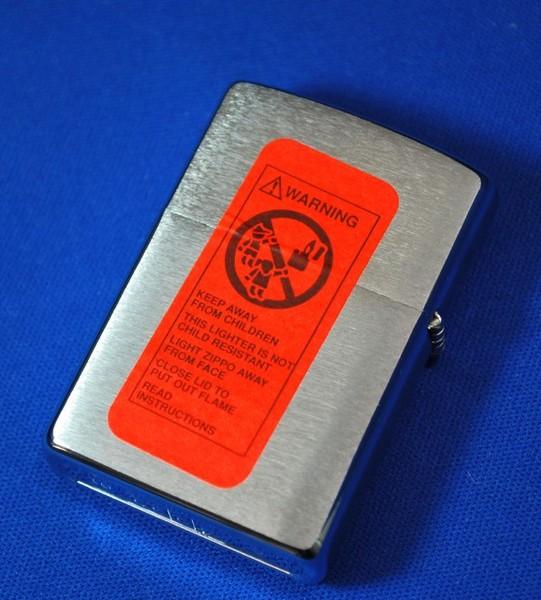 WARNING
KEEP AWAY
FROM CHILDREN
THIS LIGHTER IS NOT
CHILD RESISTANT
LIGHT ZIPPO AWAY
FROM FACE
CLOSE LID TO
PUT OUT FLAME
READ
INSTRUCTIONS